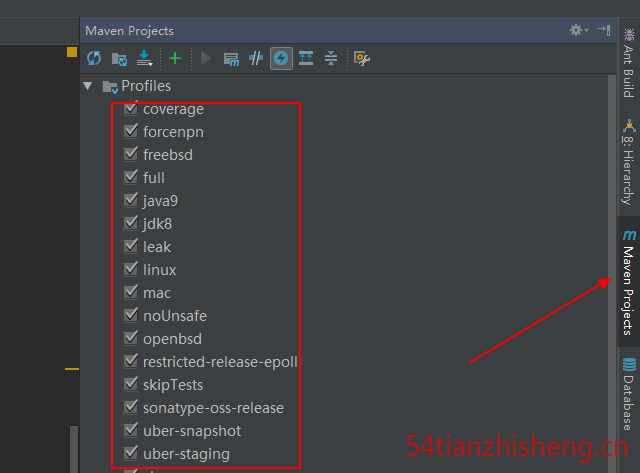 Maven Projects
Profiles
coverage
forcenpn
freebsd
full
java9
jdk8
leak
linux
mac
noUnsafe
openbsd
restricted-release-epoll
skipTests
sonatype-oss-release
uber-snapshot
uber-staging
Ant Build
8: Hierarchy
m Maven Projects
Database
54tianzhisheng.cn